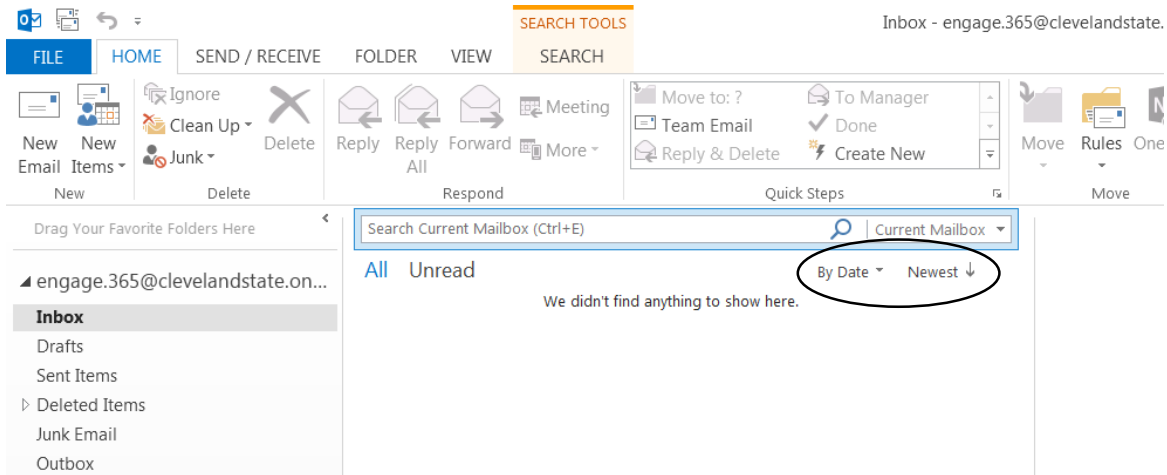 SEARCH TOOLS
Inbox - engage.365@clevelandstate.
FILE HOME SEND / RECEIVE FOLDER VIEW SEARCH
New Email
New Items
Ignore
Clean Up
Junk
Delete
Reply
Reply All
Forward
Meeting
More
Move to: ?
Team Email
Reply & Delete
To Manager
Done
Create New
Move
Rules
One
New Delete Respond Quick Steps Move
Drag Your Favorite Folders Here
Search Current Mailbox (Ctrl+E) Current Mailbox
All Unread By Date Newest
We didn't find anything to show here.
engage.365@clevelandstate.on...
Inbox
Drafts
Sent Items
Deleted Items
Junk Email
Outbox